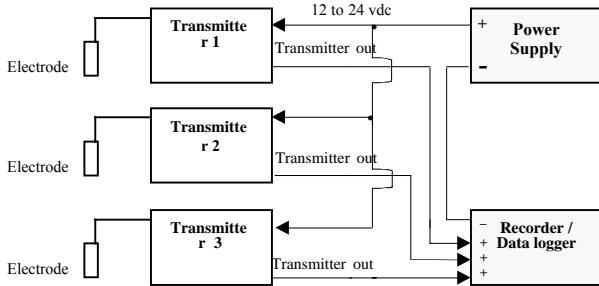 Transmitte
r 1
12 to 24 vdc
+
Power
Supply
-
Transmitter out
Electrode
Transmitte
r 2
Transmitter out
Electrode
Transmitte
r 3
Transmitter out
Electrode
−
+
+
+
Recorder /
Data logger